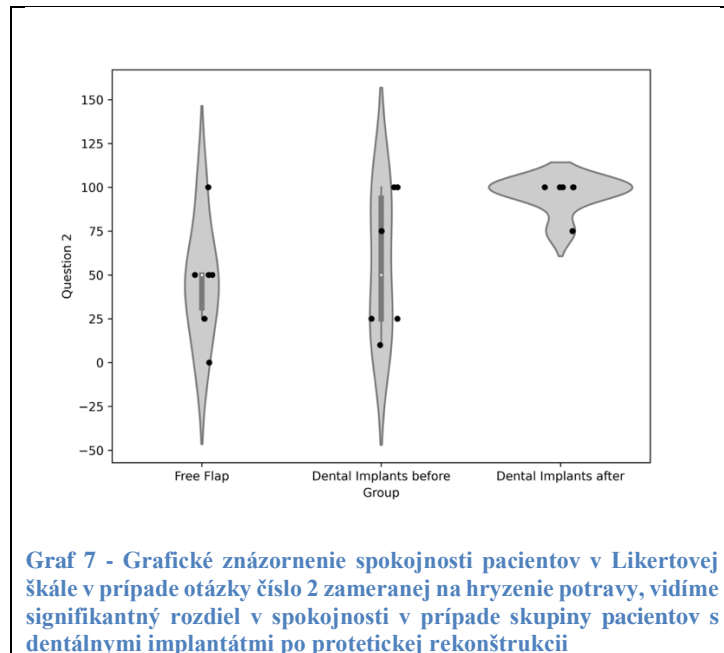 150
125
100
75
50
25
0
−25
−50
Question 2
Free Flap
Dental Implants before
Dental Implants after
Group
Graf 7 - Grafické znázornenie spokojnosti pacientov v Likertovej
škále v prípade otázky číslo 2 zameranej na hryzenie potravy, vidíme
signifikantný rozdiel v spokojnosti v prípade skupiny pacientov s
dentálnymi implantátmi po protetickej rekonštrukcii